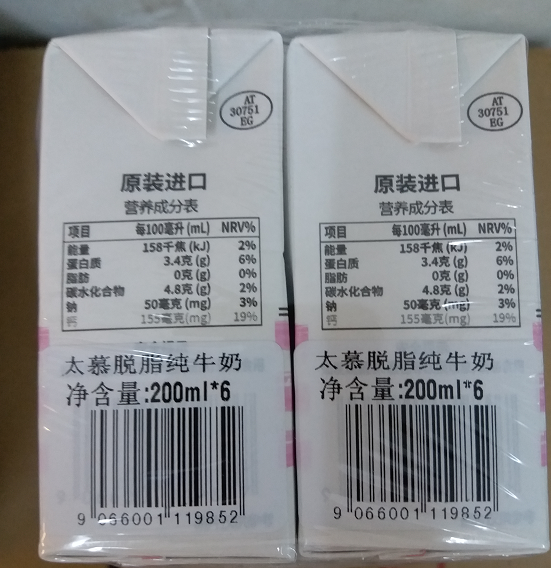 AT
30751
EG
原装进口
营养成分表
项目 每100毫升 (mL) NRV%
能量 158千焦 (kJ) 2%
蛋白质 3.4克 (g) 6%
脂肪 0克 (g) 0%
碳水化合物 4.8克 (g) 2%
钠 50毫克 (mg) 3%
钙 155毫克(mg) 19%
太慕脱脂纯牛奶
净含量:200ml*6
9 066001 119852
AT
30751
EG
原装进口
营养成分表
项目 每100毫升 (mL) NRV%
能量 158千焦 (kJ) 2%
蛋白质 3.4克 (g) 6%
脂肪 0克 (g) 0%
碳水化合物 4.8克 (g) 2%
钠 50毫克 (mg) 3%
钙 155毫克(mg) 19%
太慕脱脂纯牛奶
净含量:200ml*6
9 066001 119852